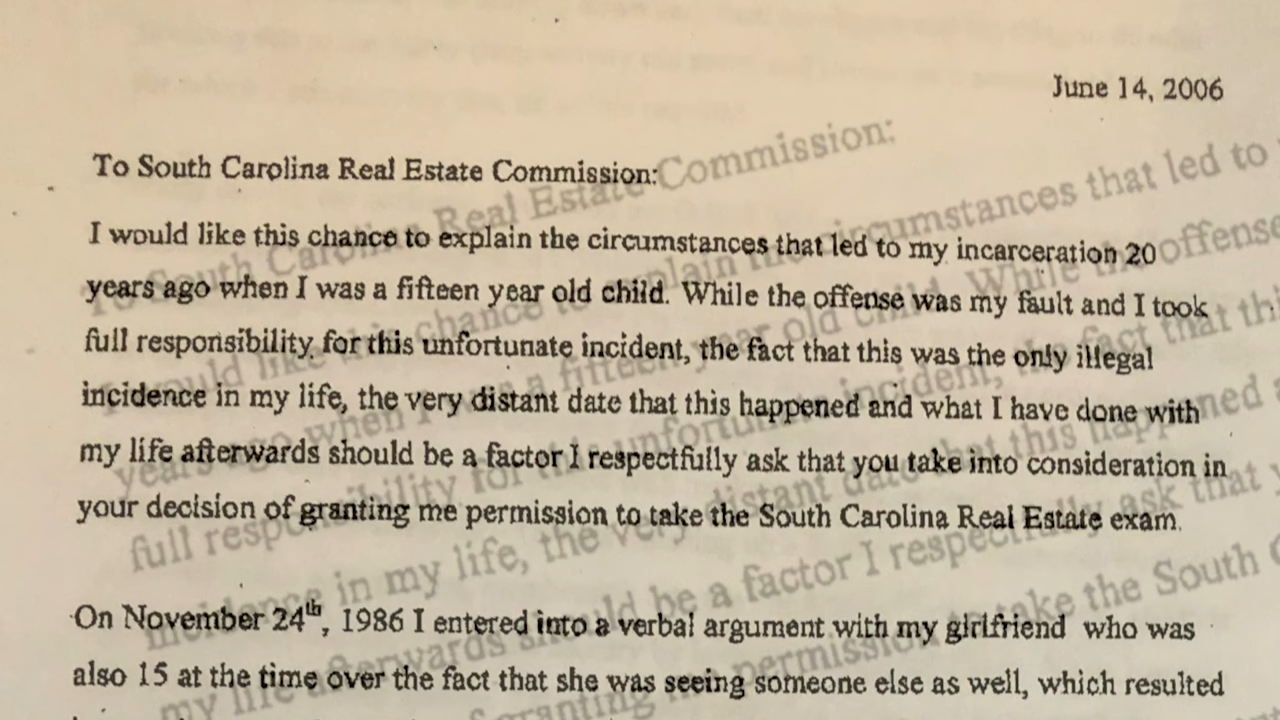 June 14, 2006
To South Carolina Real Estate Commission:
I would like this chance to explain the circumstances that led to my incarceration 20
years ago when I was a fifteen year old child. While the offense was my fault and I took
full responsibility for this unfortunate incident, the fact that this was the only illegal
incidence in my life, the very distant date that this happened and what I have done with
my life afterwards should be a factor I respectfully ask that you take into consideration in
your decision of granting me permission to take the South Carolina Real Estate exam.
On November 24th, 1986 I entered into a verbal argument with my girlfriend who was
also 15 at the time over the fact that she was seeing someone else as well, which resulted